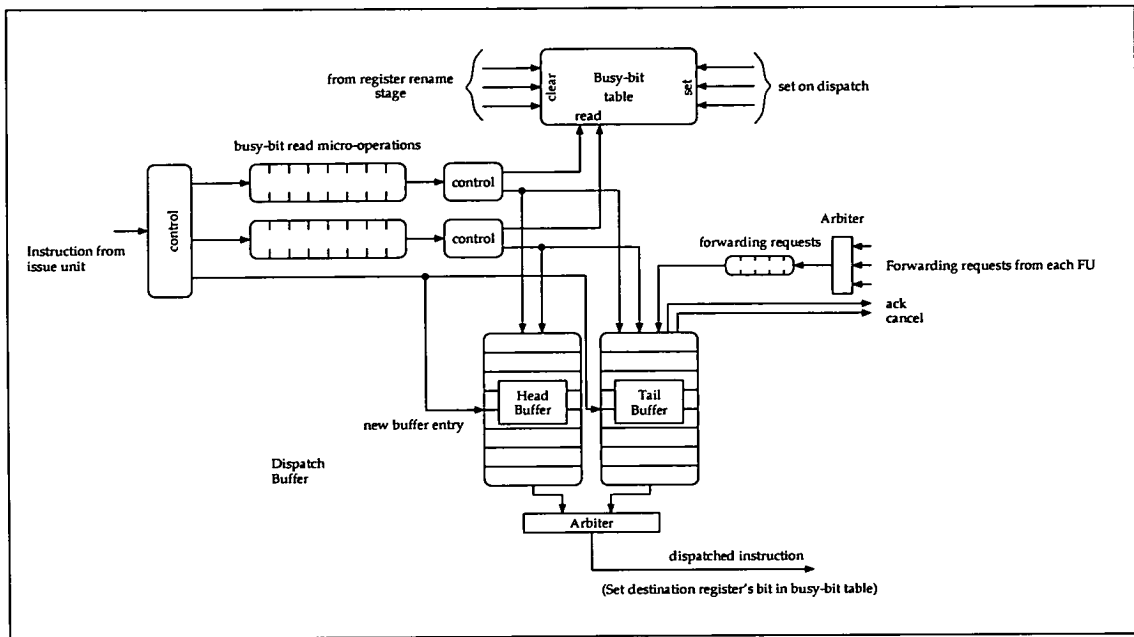 from register rename
stage
clear
Busy-bit
table
read
set
set on dispatch
busy-bit read micro-operations
control
control
control
Instruction from
issue unit
Arbiter
forwarding requests
Forwarding requests from each FU
ack
cancel
Head
Buffer
Tail
Buffer
new buffer entry
Dispatch
Buffer
Arbiter
dispatched instruction
(Set destination register's bit in busy-bit table)